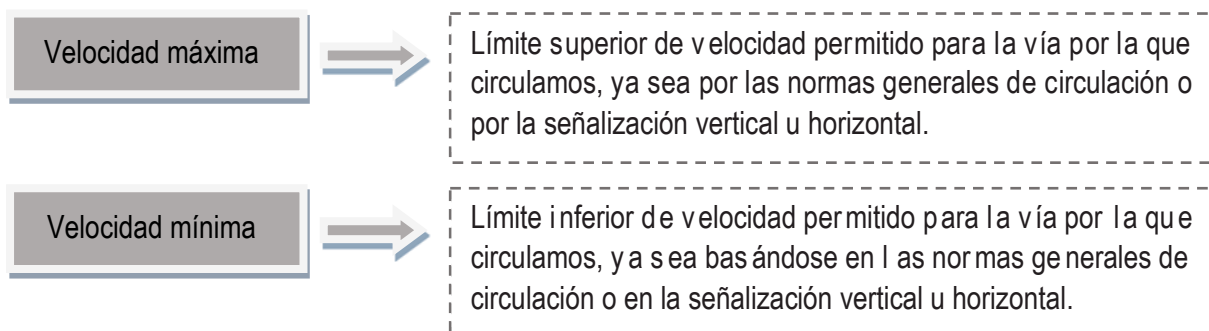 Velocidad máxima
Límite superior de velocidad permitido para la vía por la que
circulamos, ya sea por las normas generales de circulación o
por la señalización vertical u horizontal.
Velocidad mínima
Límite inferior de velocidad permitido para la vía por la que
circulamos, ya sea basándose en las normas generales de
circulación o en la señalización vertical u horizontal.